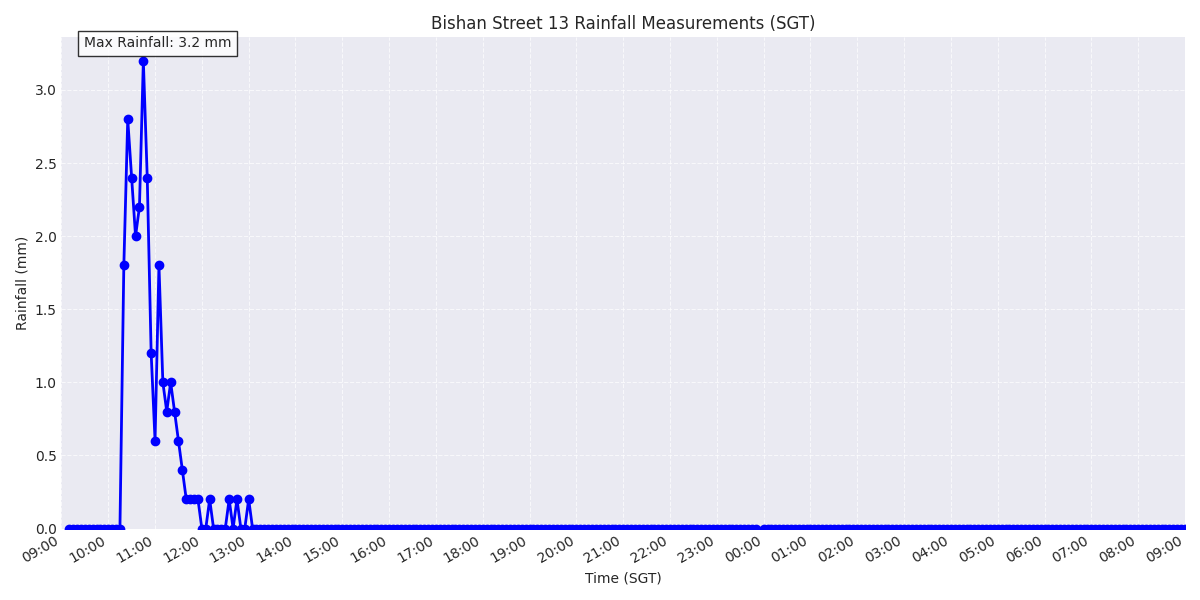 Bishan Street 13 Rainfall Measurements (SGT)
Max Rainfall: 3.2 mm
3.0
2.5
2.0
1.5
1.0
0.5
0.0
Rainfall (mm)
09:00 10:00 11:00 12:00 13:00 14:00 15:00 16:00 17:00 18:00 19:00 20:00 21:00 22:00 23:00 00:00 01:00 02:00 03:00 04:00 05:00 06:00 07:00 08:00 09:00
Time (SGT)